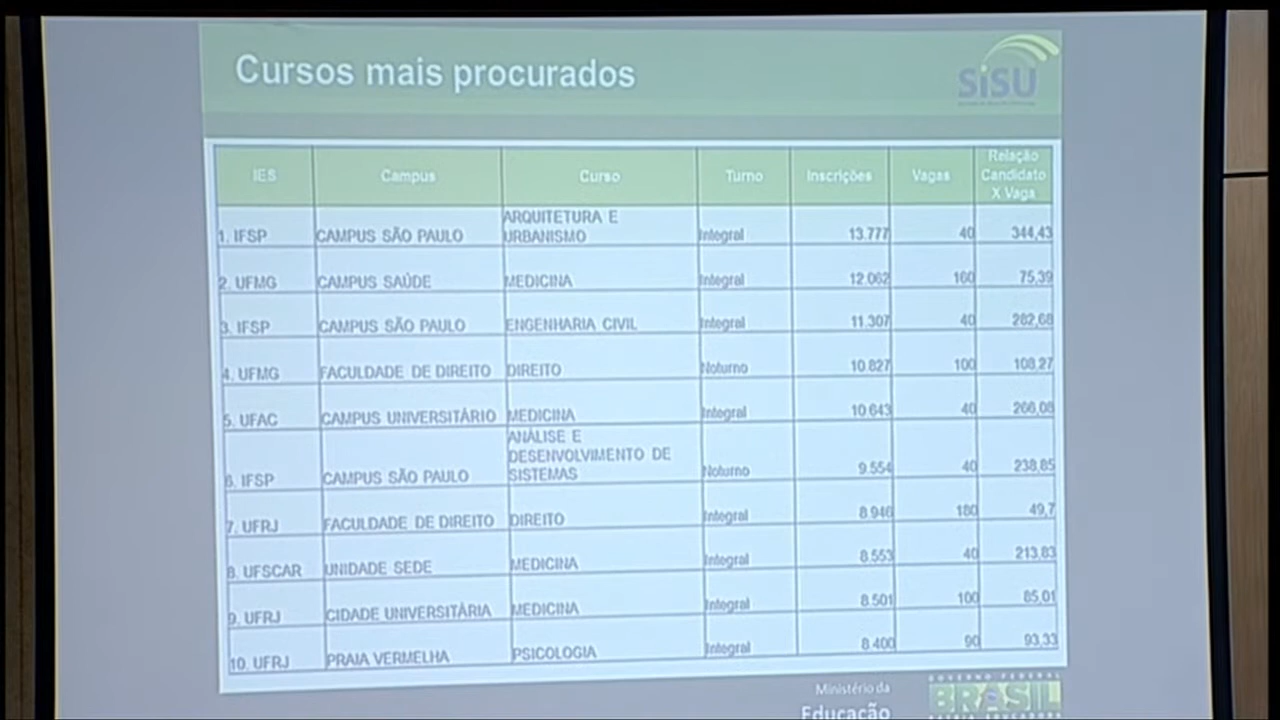 Cursos mais procurados
SiSU
IES Campus Curso Turno Inscrições Vagas Relação Candidato X Vaga
1. IFSP CAMPUS SÃO PAULO ARQUITETURA E URBANISMO Integral 13.777 40 344,43
2. UFMG CAMPUS SAÚDE MEDICINA Integral 12.062 160 75,39
3. IFSP CAMPUS SÃO PAULO ENGENHARIA CIVIL Integral 11.307 40 282,68
4. UFMG FACULDADE DE DIREITO DIREITO Noturno 10.827 100 108,27
5. UFAC CAMPUS UNIVERSITÁRIO MEDICINA Integral 10.643 40 266,08
6. IFSP CAMPUS SÃO PAULO ANÁLISE E DESENVOLVIMENTO DE SISTEMAS Noturno 9.554 40 238,85
7. UFRJ FACULDADE DE DIREITO DIREITO Integral 8.946 180 49,7
8. UFSCAR UNIDADE SEDE MEDICINA Integral 8.553 40 213,83
9. UFRJ CIDADE UNIVERSITÁRIA MEDICINA Integral 8.501 100 85,01
10. UFRJ PRAIA VERMELHA PSICOLOGIA Integral 8.400 90 93,33
Ministério da
Educação
GOVERNO FEDERAL
BRASIL